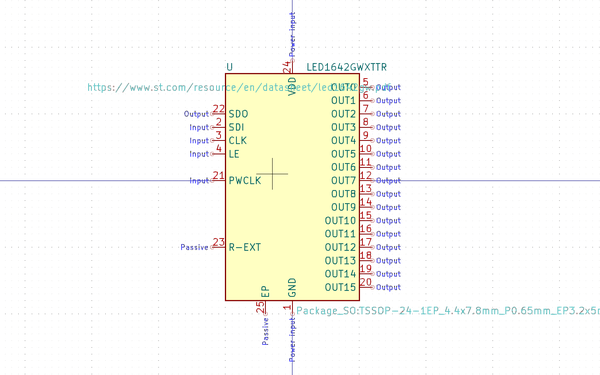 Power input
24
U
LED1642GWXTTR
VDD
https://www.st.com/resource/en/datasheet/
OUT0 5 Output
OUT1 6 Output
Output 22 SDO
OUT2 7 Output
Input 2 SDI
OUT3 8 Output
Input 3 CLK
OUT4 9 Output
Input 4 LE
OUT5 10 Output
OUT6 11 Output
Input 21 PWCLK
OUT7 12 Output
OUT8 13 Output
OUT9 14 Output
OUT10 15 Output
OUT11 16 Output
Passive 23 R-EXT
OUT12 17 Output
OUT13 18 Output
OUT14 19 Output
OUT15 20 Output
EP
GND
25
1
Package_SO:TSSOP-24-1EP_4.4x7.8mm_P0.65mm_EP3.2x5
Passive
Power input